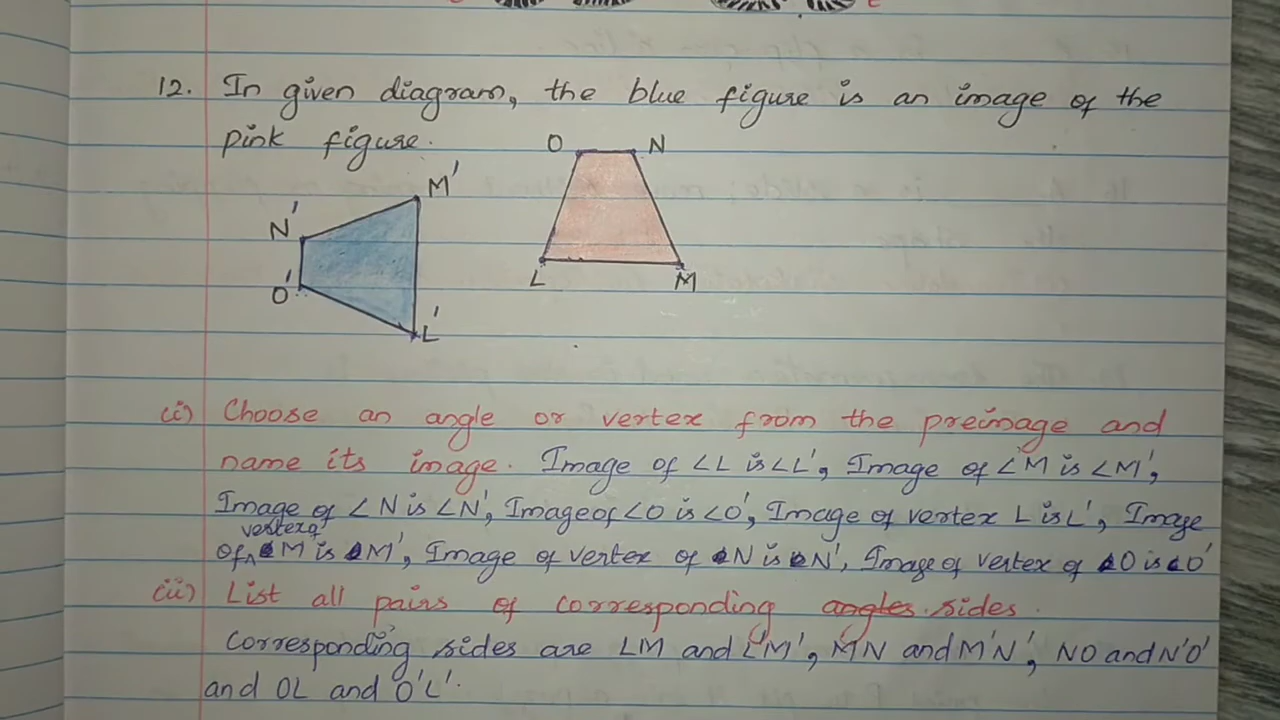 12. In given diagram, the blue figure is an image of the
pink figure.
O N
M'
N'
L M
O'
L'
(i) Choose an angle or vertex from the preimage and
name its image. Image of ∠L is ∠L', Image of ∠M is ∠M',
Image of ∠N is ∠N', Image of ∠O is ∠O', Image of vertex L is L', Image
of vertex of M is M', Image of vertex of N is N', Image of vertex of O is O'
(ii) List all pairs of corresponding angles. sides.
Corresponding sides are LM and L'M', MN and M'N', NO and N'O'
and OL and O'L'.